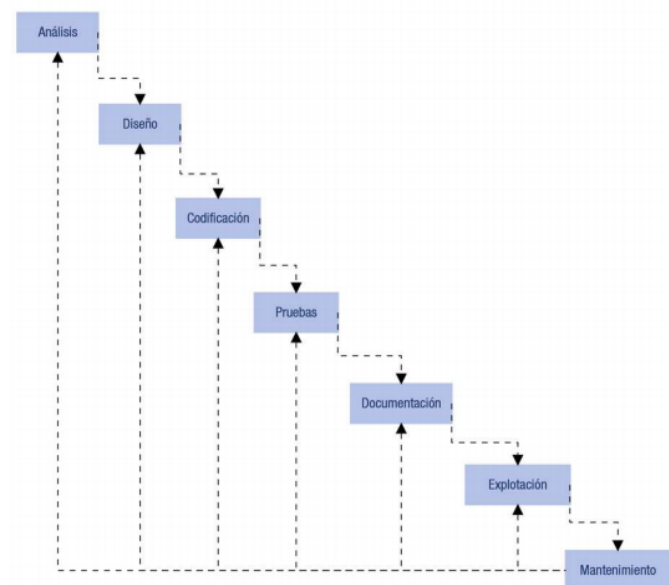 Análisis
Diseño
Codificación
Pruebas
Documentación
Explotación
Mantenimiento